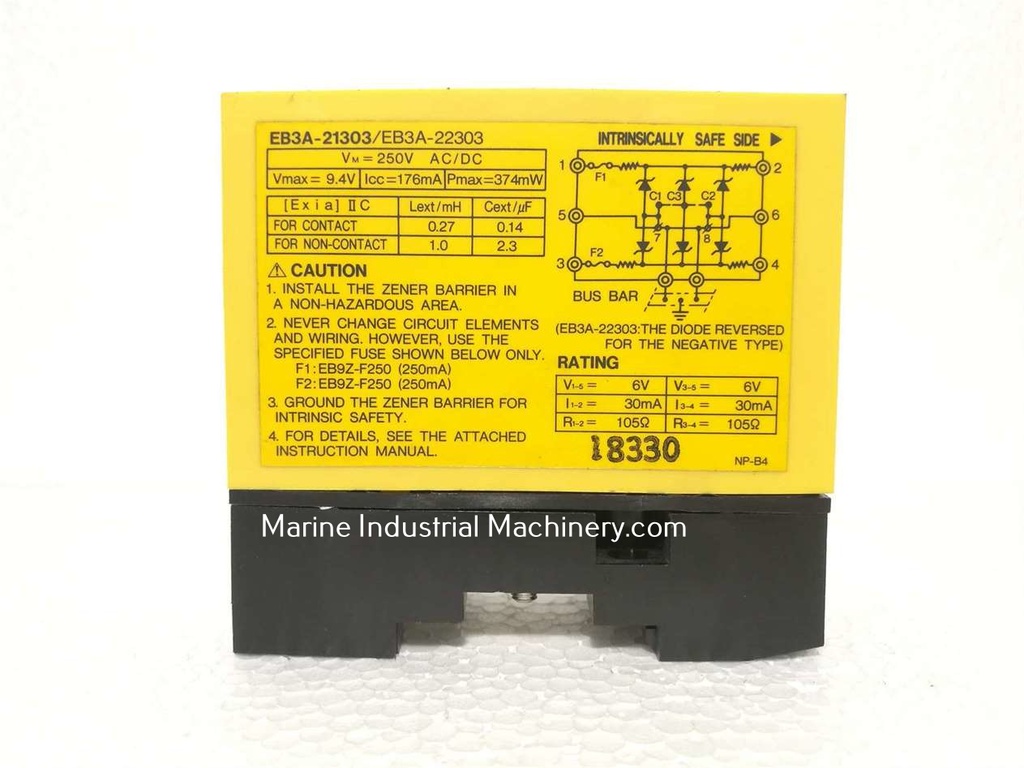 EB3A-21303/EB3A-22303
VM = 250V AC/DC
Vmax = 9.4V Icc=176mA Pmax=374mW
[Exia] IIC Lext/mH Cext/μF
FOR CONTACT 0.27 0.14
FOR NON-CONTACT 1.0 2.3
⚠ CAUTION
1. INSTALL THE ZENER BARRIER IN
A NON-HAZARDOUS AREA.
2. NEVER CHANGE CIRCUIT ELEMENTS
AND WIRING. HOWEVER, USE THE
SPECIFIED FUSE SHOWN BELOW ONLY.
F1:EB9Z-F250 (250mA)
F2:EB9Z-F250 (250mA)
3. GROUND THE ZENER BARRIER FOR
INTRINSIC SAFETY.
4. FOR DETAILS, SEE THE ATTACHED
INSTRUCTION MANUAL.
INTRINSICALLY SAFE SIDE ▶
1 F1 2
C1 C3 C2
5 6
7 8
3 F2 4
BUS BAR
(EB3A-22303:THE DIODE REVERSED
FOR THE NEGATIVE TYPE)
RATING
V1-5 = 6V V3-5 = 6V
I1-2 = 30mA I3-4 = 30mA
R1-2 = 105Ω R3-4 = 105Ω
18330
NP-B4
Marine Industrial Machinery.com